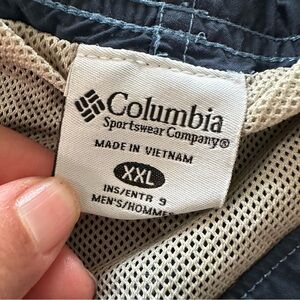 Columbia
Sportswear Company®
MADE IN VIETNAM
XXL
INS/ENTR 9
MEN'S/HOMME